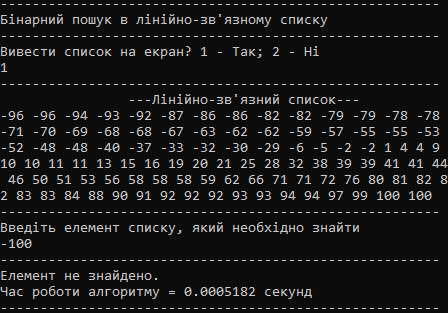 -------------------------------------------------------
Бінарний пошук в лінійно-зв'язному списку
-------------------------------------------------------
Вивести список на екран? 1 - Так; 2 - Ні
1
-------------------------------------------------------
---Лінійно-зв'язний список---
-96 -96 -94 -93 -92 -87 -86 -86 -82 -82 -79 -79 -78 -78
-71 -70 -69 -68 -68 -67 -63 -62 -62 -59 -57 -55 -55 -53
-52 -48 -48 -40 -37 -33 -32 -30 -29 -6 -5 -2 -2 1 4 4 9
10 10 11 11 13 15 16 19 20 21 25 28 32 38 39 39 41 41 44
46 50 51 53 56 58 58 58 59 62 66 71 71 72 76 80 81 82 8
2 83 83 84 88 90 91 92 92 92 93 93 94 94 97 99 100 100
-------------------------------------------------------
Введіть елемент списку, який необхідно знайти
-100
-------------------------------------------------------
Елемент не знайдено.
Час роботи алгоритму = 0.0005182 секунд
-------------------------------------------------------